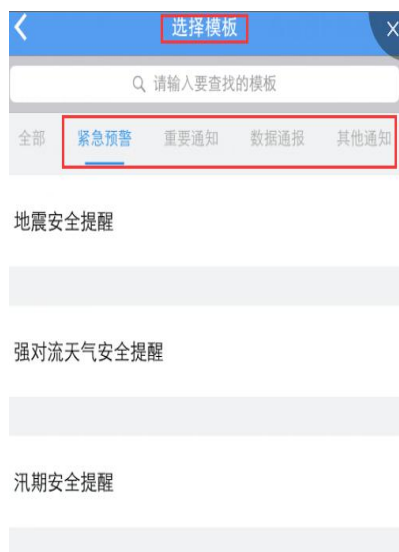 选择模板
X
请输入要查找的模板
全部 紧急预警 重要通知 数据通报 其他通知
地震安全提醒
强对流天气安全提醒
汛期安全提醒